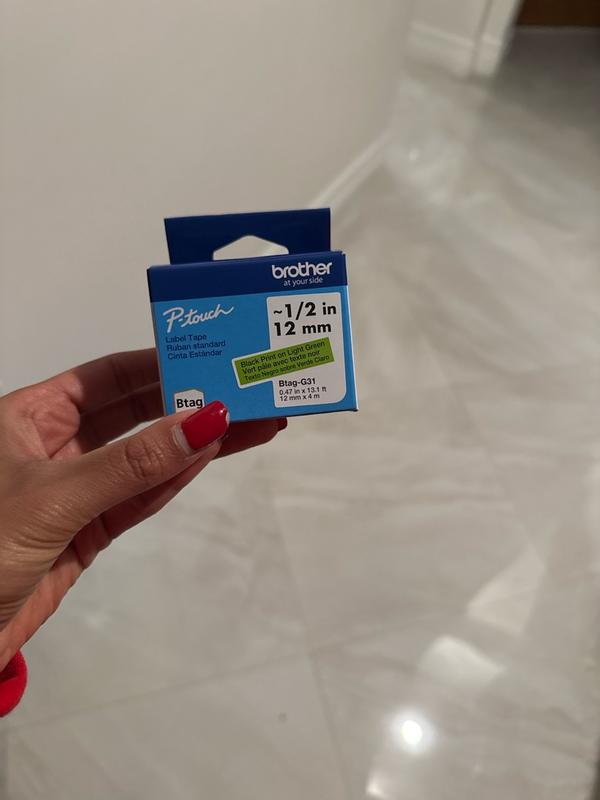 brother
at your side
P-touch
Label Tape
Ruban standard
Cinta Estándar
~1/2 in
12 mm
Black Print on Light Green
Vert pâle avec texte noir
Texto Negro sobre Verde Claro
Btag-G31
0.47 in x 13.1 ft
12 mm x 4 m
Btag